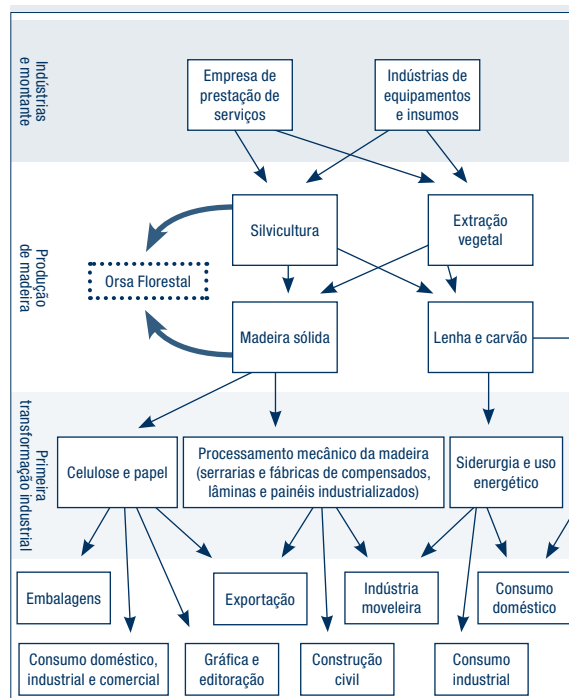 Indústrias
e montante
Empresa de
prestação de
serviços
Indústrias de
equipamentos
e insumos
Produção
de madeira
Silvicultura
Extração
vegetal
Orsa Florestal
Madeira sólida
Lenha e carvão
Primeira
transformação industrial
Celulose e papel
Processamento mecânico da madeira
(serrarias e fábricas de compensados,
lâminas e painéis industrializados)
Siderurgia e uso
energético
Embalagens
Exportação
Indústria
moveleira
Consumo
doméstico
Consumo doméstico,
industrial e comercial
Gráfica e
editoração
Construção
civil
Consumo
industrial